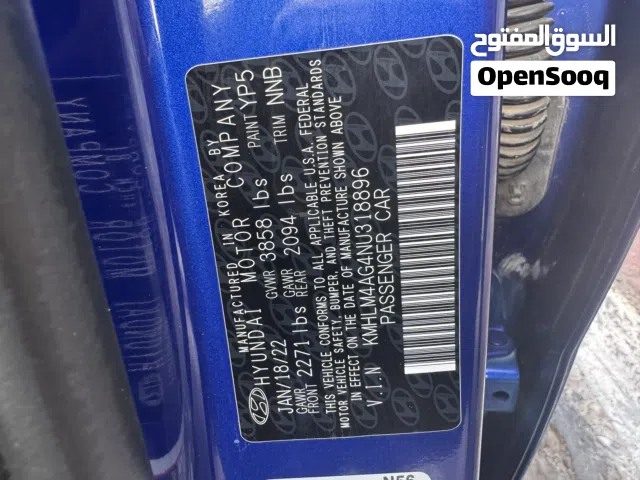 السوق المفتوح
OpenSooq
MANUFACTURED IN KOREA BY
HYUNDAI MOTOR COMPANY
JAN/18/22 GVWR 3858 lbs PAINT YP5
GAWR FRONT 2271 lbs GAWR REAR 2094 lbs TRIM NNB
THIS VEHICLE CONFORMS TO ALL APPLICABLE U.S.A. FEDERAL
MOTOR VEHICLE SAFETY, BUMPER, AND THEFT PREVENTION STANDARDS
IN EFFECT ON THE DATE OF MANUFACTURE SHOWN ABOVE
V.I.N KMHLM4AG4NU318896
PASSENGER CAR